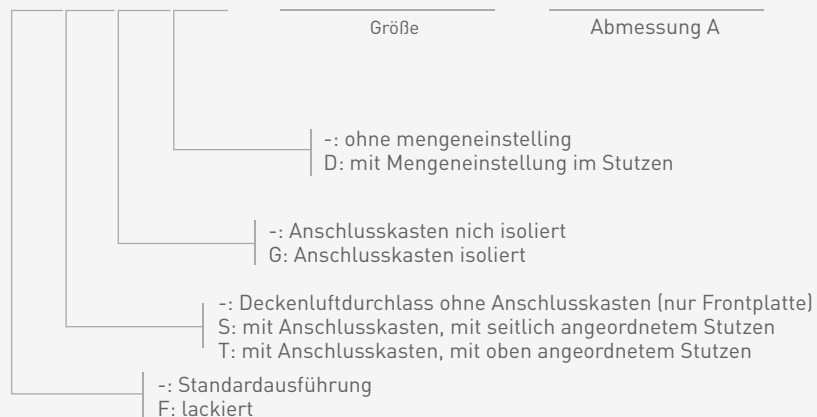 Größe
Abmessung A
-: ohne mengeneinstelling
D: mit Mengeneinstellung im Stutzen
-: Anschlusskasten nich isoliert
G: Anschlusskasten isoliert
-: Deckenluftdurchlass ohne Anschlusskasten (nur Frontplatte)
S: mit Anschlusskasten, mit seitlich angeordnetem Stutzen
T: mit Anschlusskasten, mit oben angeordnetem Stutzen
-: Standardausführung
F: lackiert